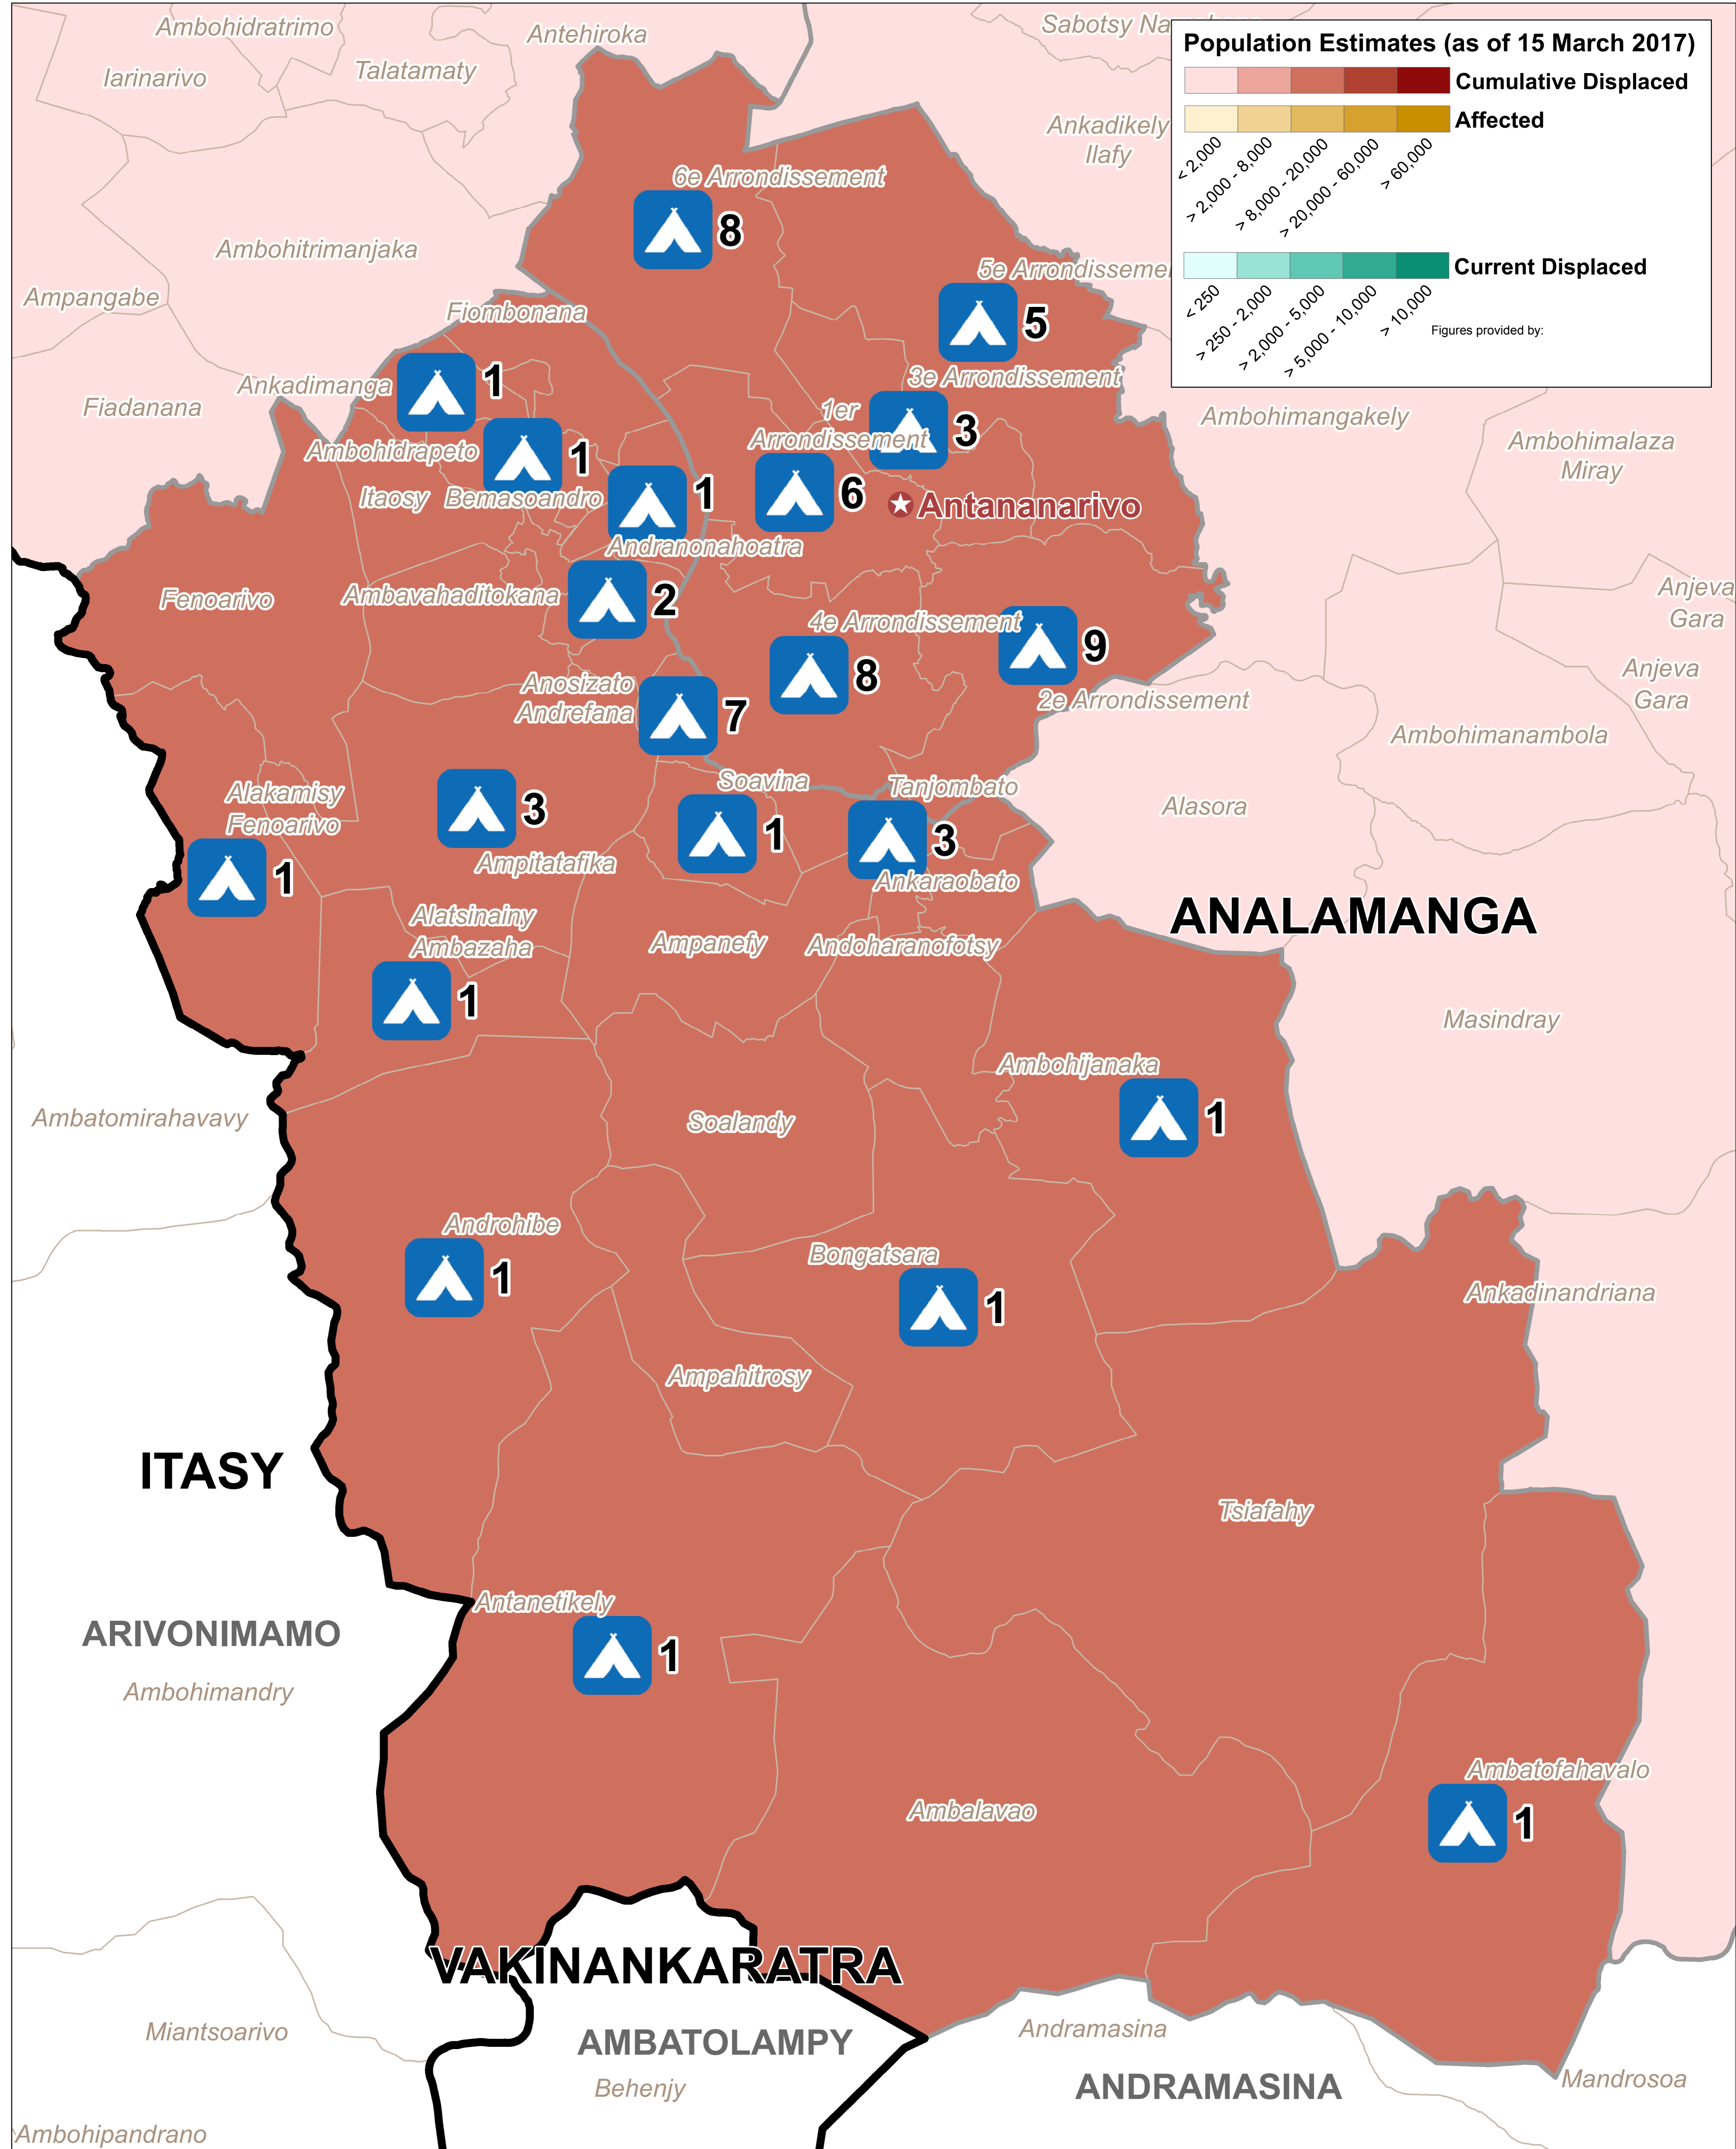 Ambohidratrimo
Antehiroka
Iarinarivo
Talatamaty
Population Estimates (as of 15 March 2017)
Cumulative Displaced
Affected
< 2,000
> 2,000 - 8,000
> 8,000 - 20,000
> 20,000 - 60,000
> 60,000
Current Displaced
< 250
> 250 - 2,000
> 2,000 - 5,000
> 5,000 - 10,000
> 10,000
Figures provided by:
Sabotsy
Ankadikely
Ilafy
6e Arrondissement
8
Ambohitrimanjaka
Ampangabe
5e
5
Fiombonana
Ankadimanga
1
Fiadanana
3e Arrondissement
3
1er
Arrondissement
6
Ambohimangakely
Ambohimalaza
Miray
Ambohidrapeto
1
Itaosy
Bemasoandro
1
Antananarivo
Andranonahoatra
Fenoarivo
Ambavahaditokana
2
Anjeva
Gara
4e Arrondissement
8
9
2e Arrondissement
Anjeva
Gara
Anosizato
Andrefana
7
Ambohimanambola
Alakamisy
Fenoarivo
1
3
Ampitatafika
Soavina
1
Tanjombato
3
Ankaraobato
Alasora
ANALAMANGA
Alatsinainy
Ambazaha
1
Ampanefy
Andoharanofotsy
Masindray
Ambohijanaka
1
Ambatomirahavavy
Soalandy
Androhibe
1
Bongatsara
1
Ankadinandriana
Ampahitrosy
ITASY
Tsiafahy
Antanetikely
1
ARIVONIMAMO
Ambohimandry
Ambatofahavalo
1
Ambalavao
VAKINANKARATRA
Miantsoarivo
AMBATOLAMPY
Behenjy
Andramasina
ANDRAMASINA
Mandrosoa
Ambohipandrano